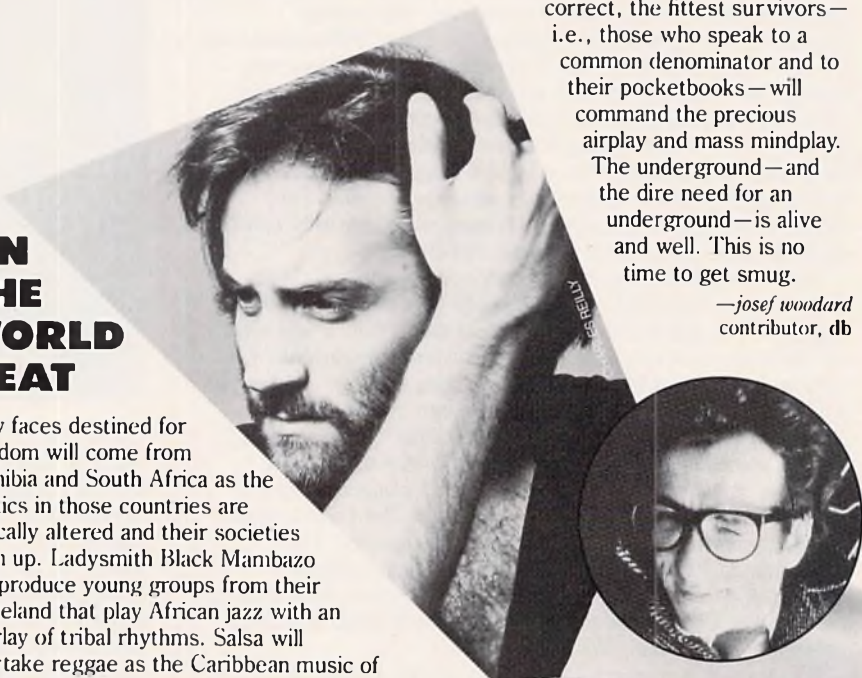 correct, the fittest survivors—
i.e., those who speak to a
common denominator and to
their pocketbooks—will
command the precious
airplay and mass mindplay.
The underground—and
the dire need for an
underground—is alive
and well. This is no
time to get smug.
—josef woodard
contributor, db
REILLY
N
HE
ORLD
EAT
faces destined for
dom will come from
ibia and South Africa as the
ics in those countries are
cally altered and their societies
up. Ladysmith Black Mambazo
produce young groups from their
eland that play African jazz with an
rlay of tribal rhythms. Salsa will
take reggae as the Caribbean music of